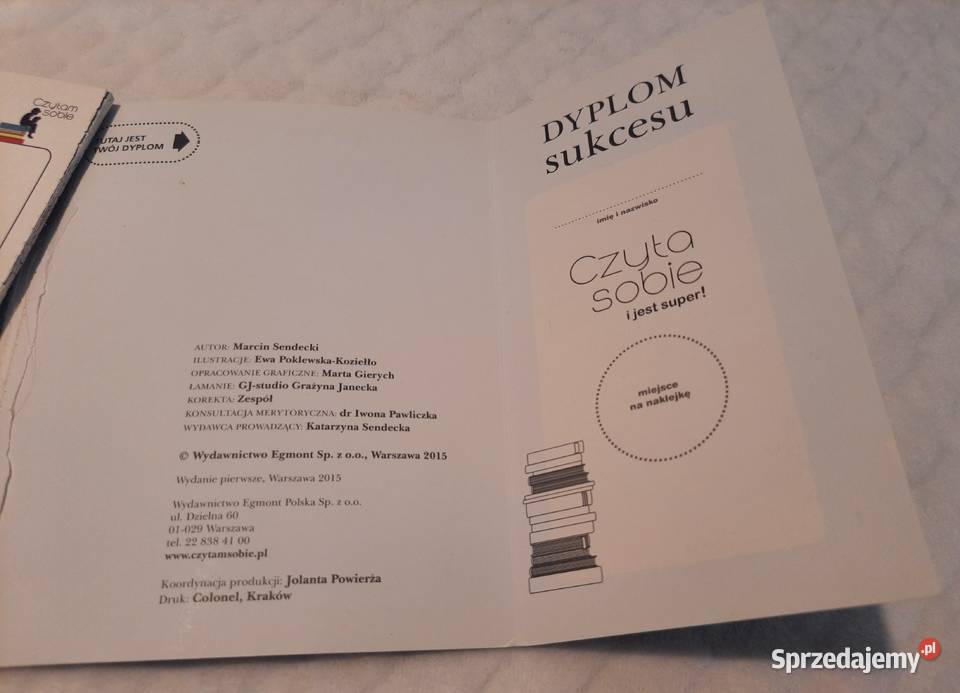 Czytam
sobie
UTAJ JEST
WÓJ DYPLOM
AUTOR: Marcin Sendecki
ILUSTRACJE: Ewa Poklewska-Koziełło
OPRACOWANIE GRAFICZNE: Marta Gierych
ŁAMANIE: GJ-studio Grażyna Janecka
KOREKTA: Zespół
KONSULTACJA MERYTORYCZNA: dr Iwona Pawliczka
WYDAWCA PROWADZĄCY: Katarzyna Sendecka
© Wydawnictwo Egmont Sp. z o.o., Warszawa 2015
Wydanie pierwsze, Warszawa 2015
Wydawnictwo Egmont Polska Sp. z o.o.
ul. Dzielna 60
01-029 Warszawa
tel. 22 838 41 00
www.czytamsobie.pl
Koordynacja produkcji: Jolanta Powierża
Druk: Colonel, Kraków
DYPLOM
sukcesu
imię i nazwisko
Czyta
sobie
i jest super!
miejsce
na naklejkę
Sprzedajemy.pl